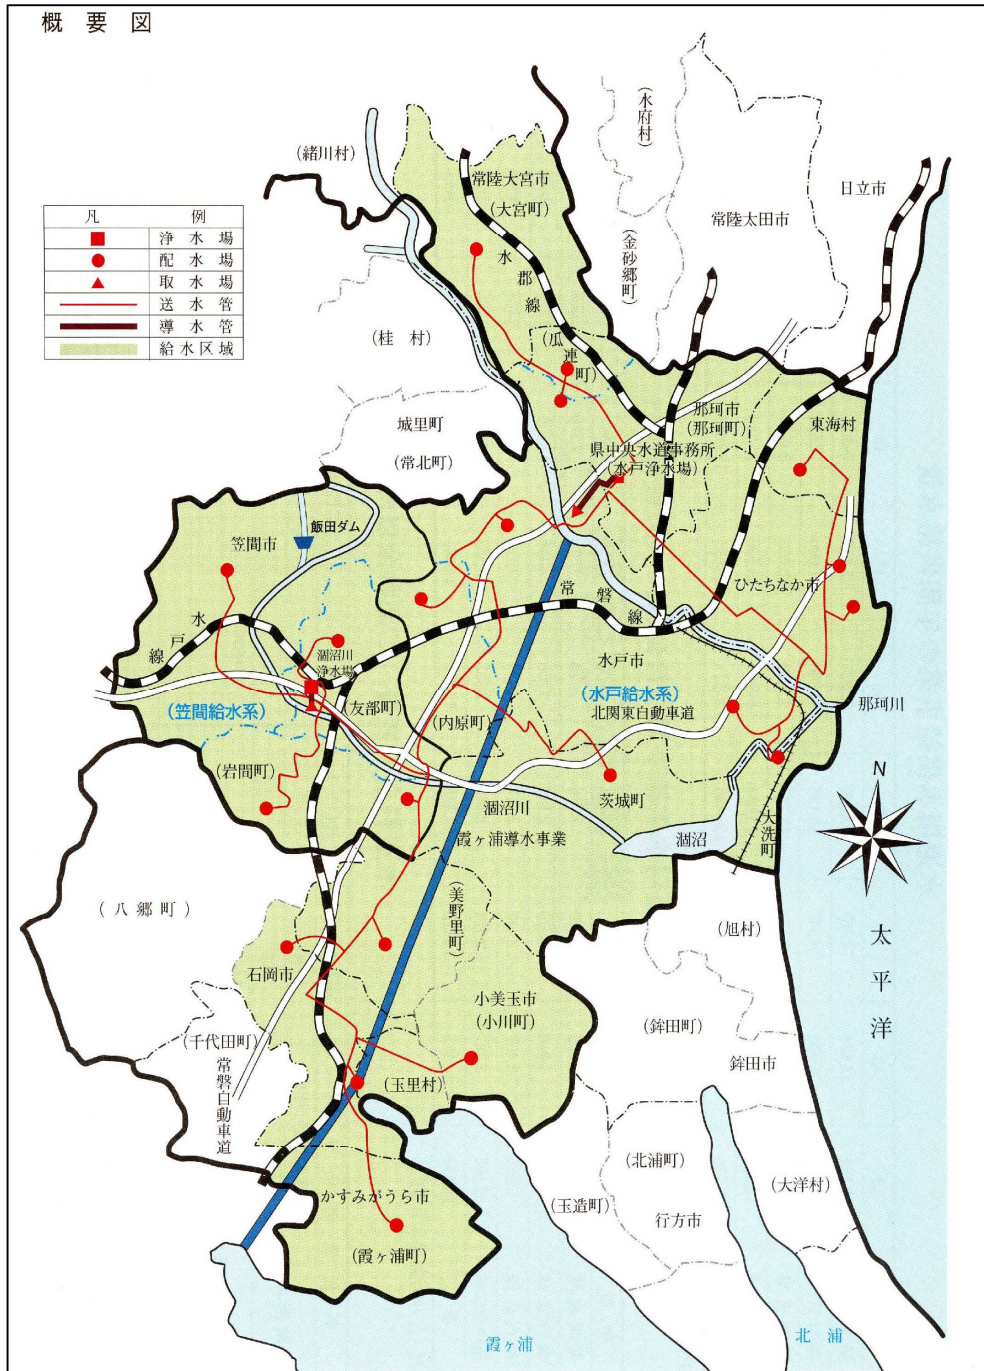 概要図
(水府村)
(緒川村)
常陸大宮市
(大宮町)
日立市
常陸太田市
(金砂郷町)
凡例
浄水場
配水場
取水場
送水管
導水管
給水区域
水郡線
(桂村)
(瓜連町)
城里町
(常北町)
那珂市
(那珂町)
東海村
県中央水道事務所
(水戸浄水場)
飯田ダム
笠間市
ひたちなか市
常磐線
水戸線
涸沼川
浄水場
水戸市
(笠間給水系)
(友部町)
(内原町)
(水戸給水系)
北関東自動車道
那珂川
(岩間町)
茨城町
涸沼川
涸沼
大洗町
霞ヶ浦導水事業
N
(八郷町)
(美野里町)
(旭村)
太平洋
石岡市
小美玉市
(小川町)
(鉾田町)
鉾田市
(千代田町)
常磐自動車道
(玉里村)
かすみがうら市
(霞ヶ浦町)
(玉造町)
(北浦町)
行方市
(大洋村)
霞ヶ浦
北浦